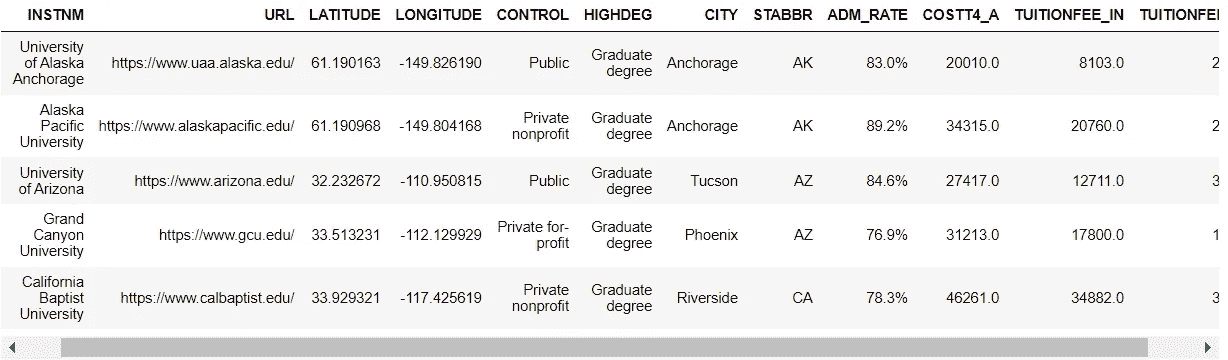 INSTNM URL LATITUDE LONGITUDE CONTROL HIGHDEG CITY STABBR ADM_RATE COSTT4_A TUITIONFEE_IN TUITIONFE
University of Alaska Anchorage https://www.uaa.alaska.edu/ 61.190163 -149.826190 Public Graduate degree Anchorage AK 83.0% 20010.0 8103.0 2
Alaska Pacific University https://www.alaskapacific.edu/ 61.190968 -149.804168 Private nonprofit Graduate degree Anchorage AK 89.2% 34315.0 20760.0 2
University of Arizona https://www.arizona.edu/ 32.232672 -110.950815 Public Graduate degree Tucson AZ 84.6% 27417.0 12711.0 3
Grand Canyon University https://www.gcu.edu/ 33.513231 -112.129929 Private for-profit Graduate degree Phoenix AZ 76.9% 31213.0 17800.0 1
California Baptist University https://www.calbaptist.edu/ 33.929321 -117.425619 Private nonprofit Graduate degree Riverside CA 78.3% 46261.0 34882.0 3